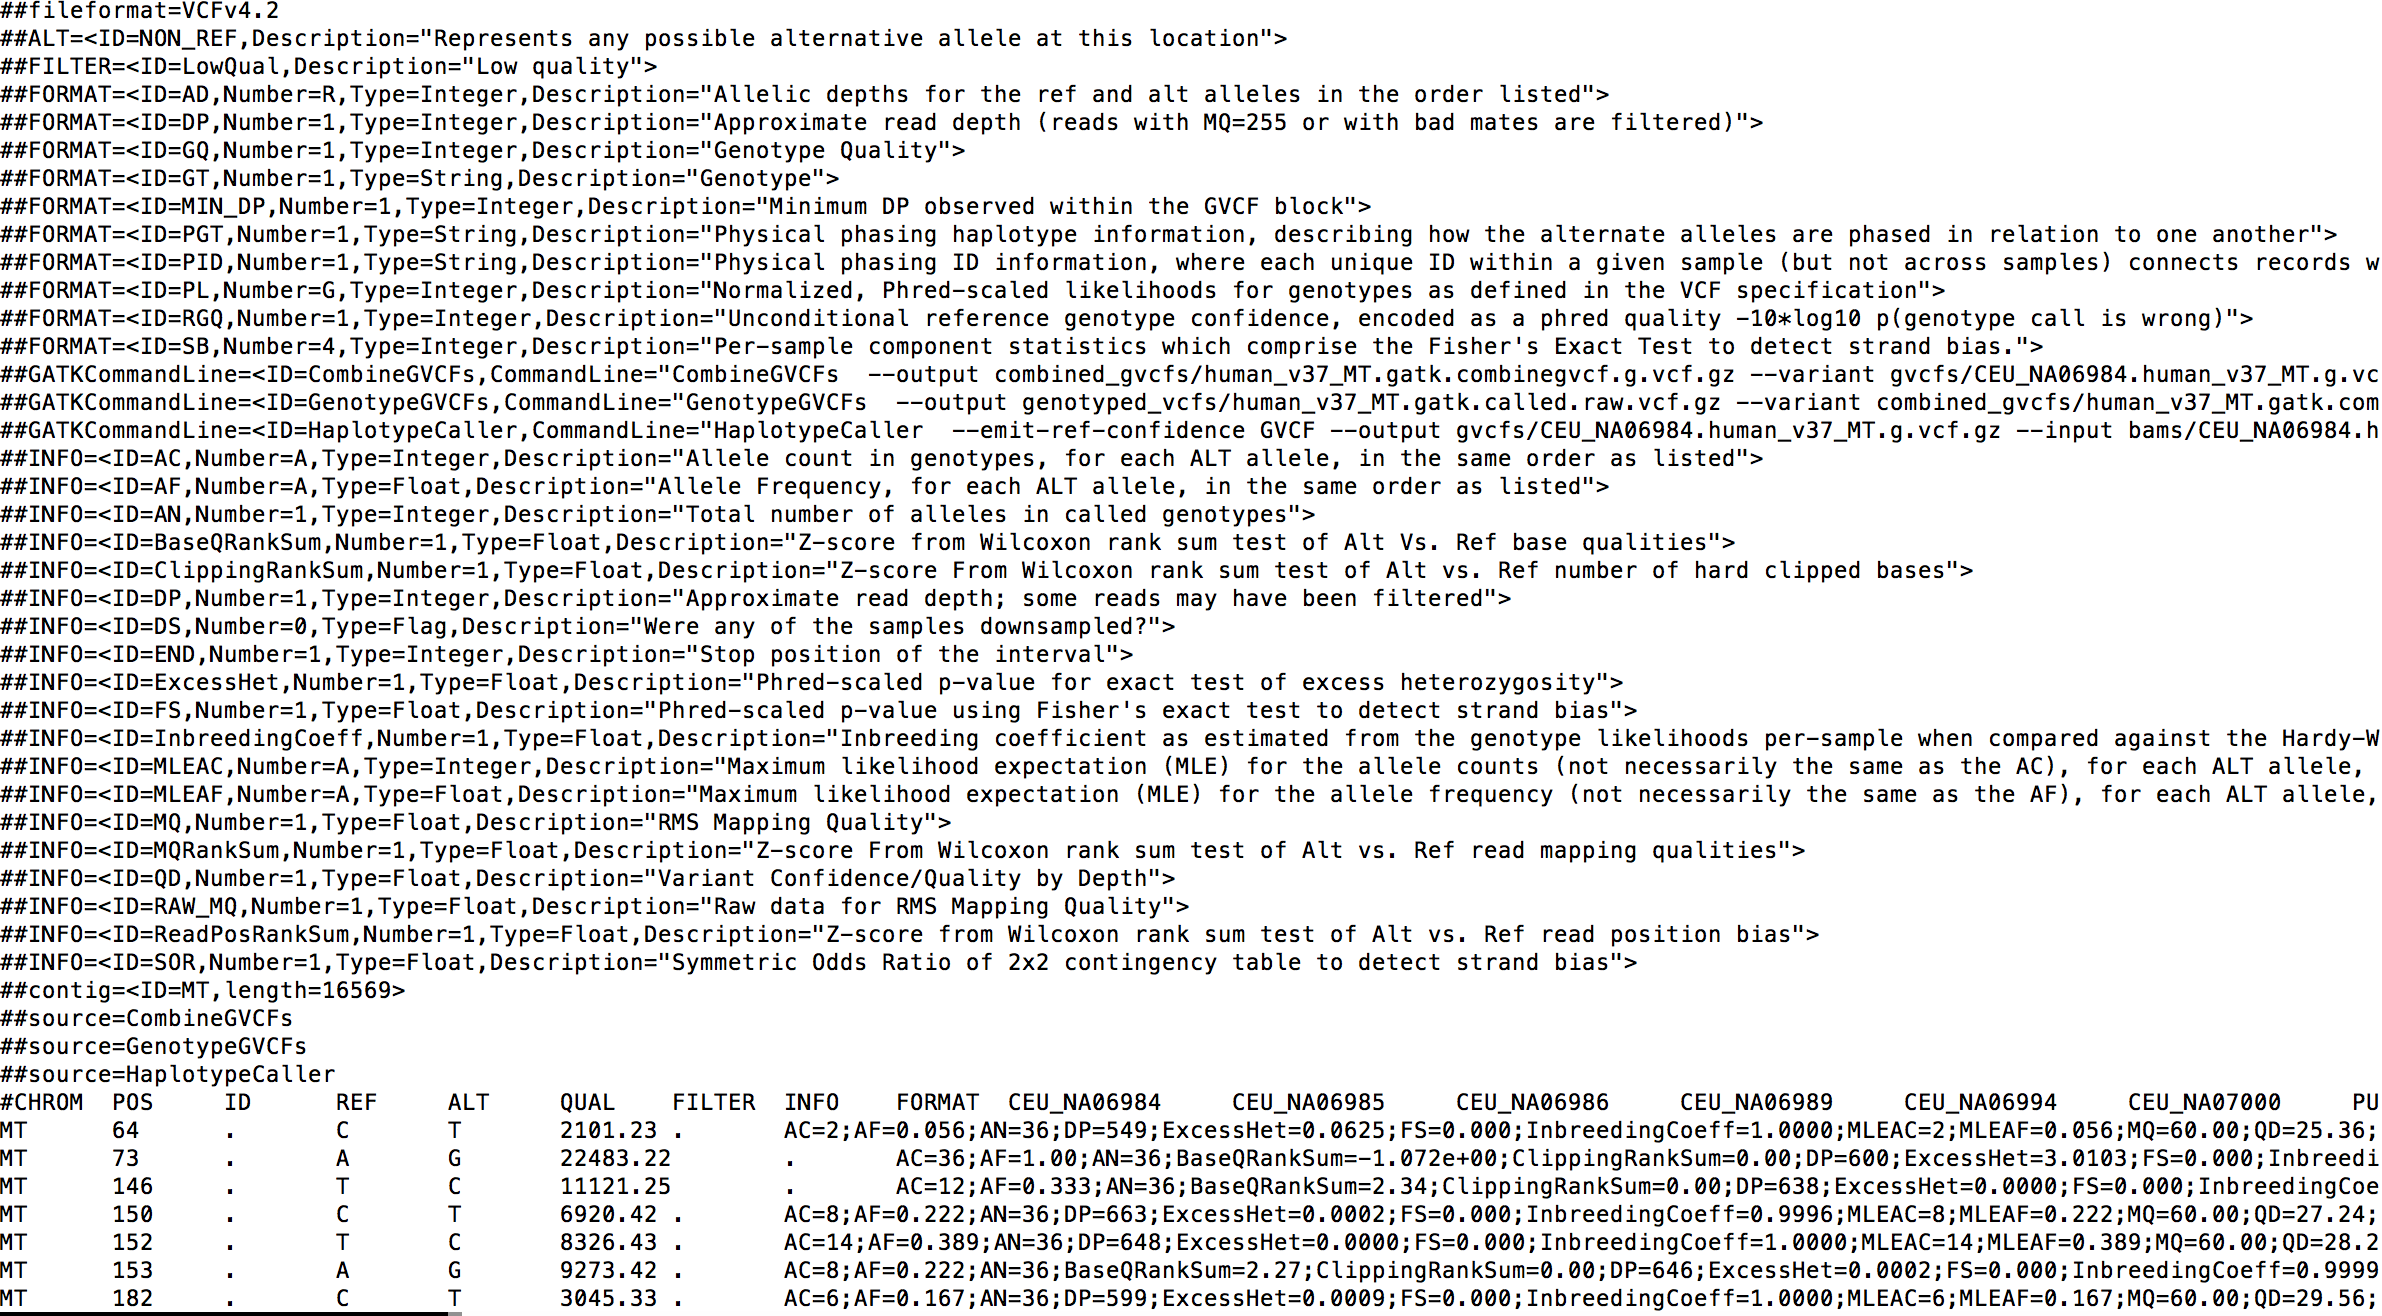 ##fileformat=VCFv4.2
##ALT=<ID=NON_REF,Description="Represents any possible alternative allele at this location">
##FILTER=<ID=LowQual,Description="Low quality">
##FORMAT=<ID=AD,Number=R,Type=Integer,Description="Allelic depths for the ref and alt alleles in the order listed">
##FORMAT=<ID=DP,Number=1,Type=Integer,Description="Approximate read depth (reads with MQ=255 or with bad mates are filtered)">
##FORMAT=<ID=GQ,Number=1,Type=Integer,Description="Genotype Quality">
##FORMAT=<ID=GT,Number=1,Type=String,Description="Genotype">
##FORMAT=<ID=MIN_DP,Number=1,Type=Integer,Description="Minimum DP observed within the GVCF block">
##FORMAT=<ID=PGT,Number=1,Type=String,Description="Physical phasing haplotype information, describing how the alternate alleles are phased in relation to one another">
##FORMAT=<ID=PID,Number=1,Type=String,Description="Physical phasing ID information, where each unique ID within a given sample (but not across samples) connects records w
##FORMAT=<ID=PL,Number=G,Type=Integer,Description="Normalized, Phred-scaled likelihoods for genotypes as defined in the VCF specification">
##FORMAT=<ID=RGQ,Number=1,Type=Integer,Description="Unconditional reference genotype confidence, encoded as a phred quality -10*log10 p(genotype call is wrong)">
##FORMAT=<ID=SB,Number=4,Type=Integer,Description="Per-sample component statistics which comprise the Fisher's Exact Test to detect strand bias.">
##GATKCommandLine=<ID=CombineGVCFs,CommandLine="CombineGVCFs  --output combined_gvcfs/human_v37_MT.gatk.combinegvcf.g.vcf.gz --variant gvcfs/CEU_NA06984.human_v37_MT.g.vc
##GATKCommandLine=<ID=GenotypeGVCFs,CommandLine="GenotypeGVCFs  --output genotyped_vcfs/human_v37_MT.gatk.called.raw.vcf.gz --variant combined_gvcfs/human_v37_MT.gatk.com
##GATKCommandLine=<ID=HaplotypeCaller,CommandLine="HaplotypeCaller  --emit-ref-confidence GVCF --output gvcfs/CEU_NA06984.human_v37_MT.g.vcf.gz --input bams/CEU_NA06984.h
##INFO=<ID=AC,Number=A,Type=Integer,Description="Allele count in genotypes, for each ALT allele, in the same order as listed">
##INFO=<ID=AF,Number=A,Type=Float,Description="Allele Frequency, for each ALT allele, in the same order as listed">
##INFO=<ID=AN,Number=1,Type=Integer,Description="Total number of alleles in called genotypes">
##INFO=<ID=BaseQRankSum,Number=1,Type=Float,Description="Z-score from Wilcoxon rank sum test of Alt Vs. Ref base qualities">
##INFO=<ID=ClippingRankSum,Number=1,Type=Float,Description="Z-score From Wilcoxon rank sum test of Alt vs. Ref number of hard clipped bases">
##INFO=<ID=DP,Number=1,Type=Integer,Description="Approximate read depth; some reads may have been filtered">
##INFO=<ID=DS,Number=0,Type=Flag,Description="Were any of the samples downsampled?">
##INFO=<ID=END,Number=1,Type=Integer,Description="Stop position of the interval">
##INFO=<ID=ExcessHet,Number=1,Type=Float,Description="Phred-scaled p-value for exact test of excess heterozygosity">
##INFO=<ID=FS,Number=1,Type=Float,Description="Phred-scaled p-value using Fisher's exact test to detect strand bias">
##INFO=<ID=InbreedingCoeff,Number=1,Type=Float,Description="Inbreeding coefficient as estimated from the genotype likelihoods per-sample when compared against the Hardy-W
##INFO=<ID=MLEAC,Number=A,Type=Integer,Description="Maximum likelihood expectation (MLE) for the allele counts (not necessarily the same as the AC), for each ALT allele,
##INFO=<ID=MLEAF,Number=A,Type=Float,Description="Maximum likelihood expectation (MLE) for the allele frequency (not necessarily the same as the AF), for each ALT allele,
##INFO=<ID=MQ,Number=1,Type=Float,Description="RMS Mapping Quality">
##INFO=<ID=MQRankSum,Number=1,Type=Float,Description="Z-score From Wilcoxon rank sum test of Alt vs. Ref read mapping qualities">
##INFO=<ID=QD,Number=1,Type=Float,Description="Variant Confidence/Quality by Depth">
##INFO=<ID=RAW_MQ,Number=1,Type=Float,Description="Raw data for RMS Mapping Quality">
##INFO=<ID=ReadPosRankSum,Number=1,Type=Float,Description="Z-score from Wilcoxon rank sum test of Alt vs. Ref read position bias">
##INFO=<ID=SOR,Number=1,Type=Float,Description="Symmetric Odds Ratio of 2x2 contingency table to detect strand bias">
##contig=<ID=MT,length=16569>
##source=CombineGVCFs
##source=GenotypeGVCFs
##source=HaplotypeCaller
#CHROM  POS     ID      REF     ALT     QUAL    FILTER  INFO    FORMAT  CEU_NA06984     CEU_NA06985     CEU_NA06986     CEU_NA06989     CEU_NA06994     CEU_NA07000     PU
MT      64      .       C       T       2101.23 .       AC=2;AF=0.056;AN=36;DP=549;ExcessHet=0.0625;FS=0.000;InbreedingCoeff=1.0000;MLEAC=2;MLEAF=0.056;MQ=60.00;QD=25.36;
MT      73      .       A       G       22483.22        .       AC=36;AF=1.00;AN=36;BaseQRankSum=-1.072e+00;ClippingRankSum=0.00;DP=600;ExcessHet=3.0103;FS=0.000;Inbreedi
MT      146     .       T       C       11121.25        .       AC=12;AF=0.333;AN=36;BaseQRankSum=2.34;ClippingRankSum=0.00;DP=638;ExcessHet=0.0000;FS=0.000;InbreedingCoe
MT      150     .       C       T       6920.42 .       AC=8;AF=0.222;AN=36;DP=663;ExcessHet=0.0002;FS=0.000;InbreedingCoeff=0.9996;MLEAC=8;MLEAF=0.222;MQ=60.00;QD=27.24;
MT      152     .       T       C       8326.43 .       AC=14;AF=0.389;AN=36;DP=648;ExcessHet=0.0000;FS=0.000;InbreedingCoeff=1.0000;MLEAC=14;MLEAF=0.389;MQ=60.00;QD=28.2
MT      153     .       A       G       9273.42 .       AC=8;AF=0.222;AN=36;BaseQRankSum=2.27;ClippingRankSum=0.00;DP=646;ExcessHet=0.0002;FS=0.000;InbreedingCoeff=0.9999
MT      182     .       C       T       3045.33 .       AC=6;AF=0.167;AN=36;DP=599;ExcessHet=0.0009;FS=0.000;InbreedingCoeff=1.0000;MLEAC=6;MLEAF=0.167;MQ=60.00;QD=29.56;